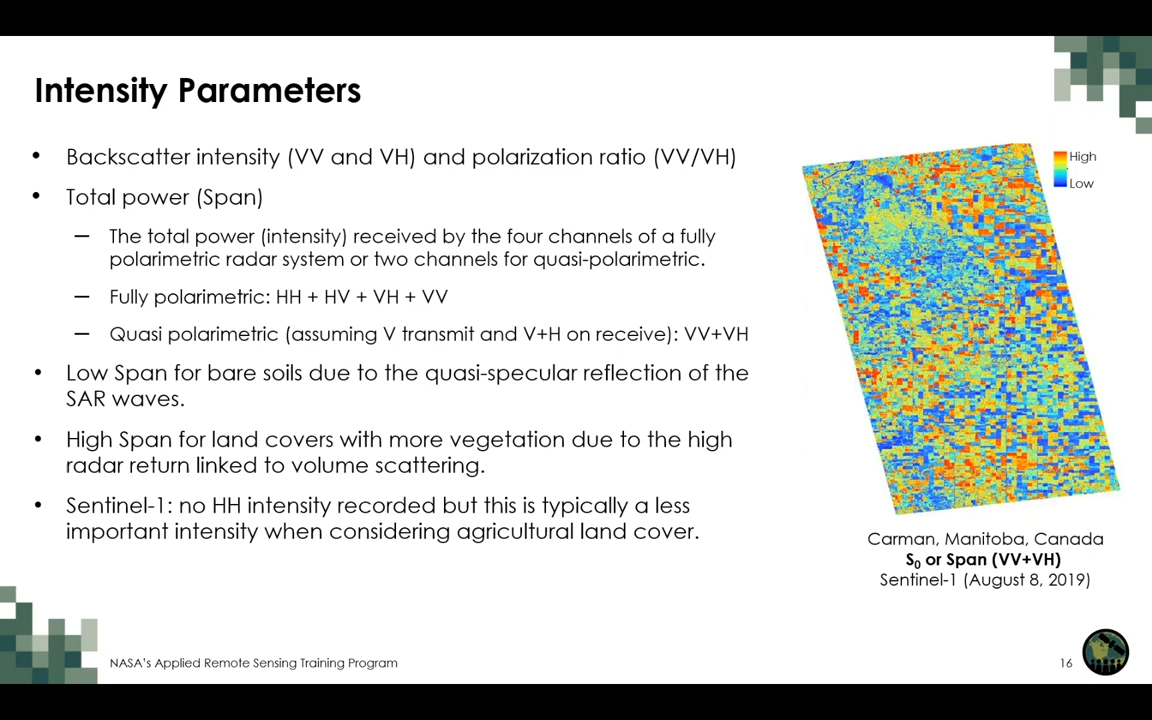 Intensity Parameters
• Backscatter intensity (VV and VH) and polarization ratio (VV/VH)
• Total power (Span)
– The total power (intensity) received by the four channels of a fully
polarimetric radar system or two channels for quasi-polarimetric.
– Fully polarimetric: HH + HV + VH + VV
– Quasi polarimetric (assuming V transmit and V+H on receive): VV+VH
• Low Span for bare soils due to the quasi-specular reflection of the
SAR waves.
• High Span for land covers with more vegetation due to the high
radar return linked to volume scattering.
• Sentinel-1: no HH intensity recorded but this is typically a less
important intensity when considering agricultural land cover.
High
Low
Carman, Manitoba, Canada
S₀ or Span (VV+VH)
Sentinel-1 (August 8, 2019)
NASA's Applied Remote Sensing Training Program
16